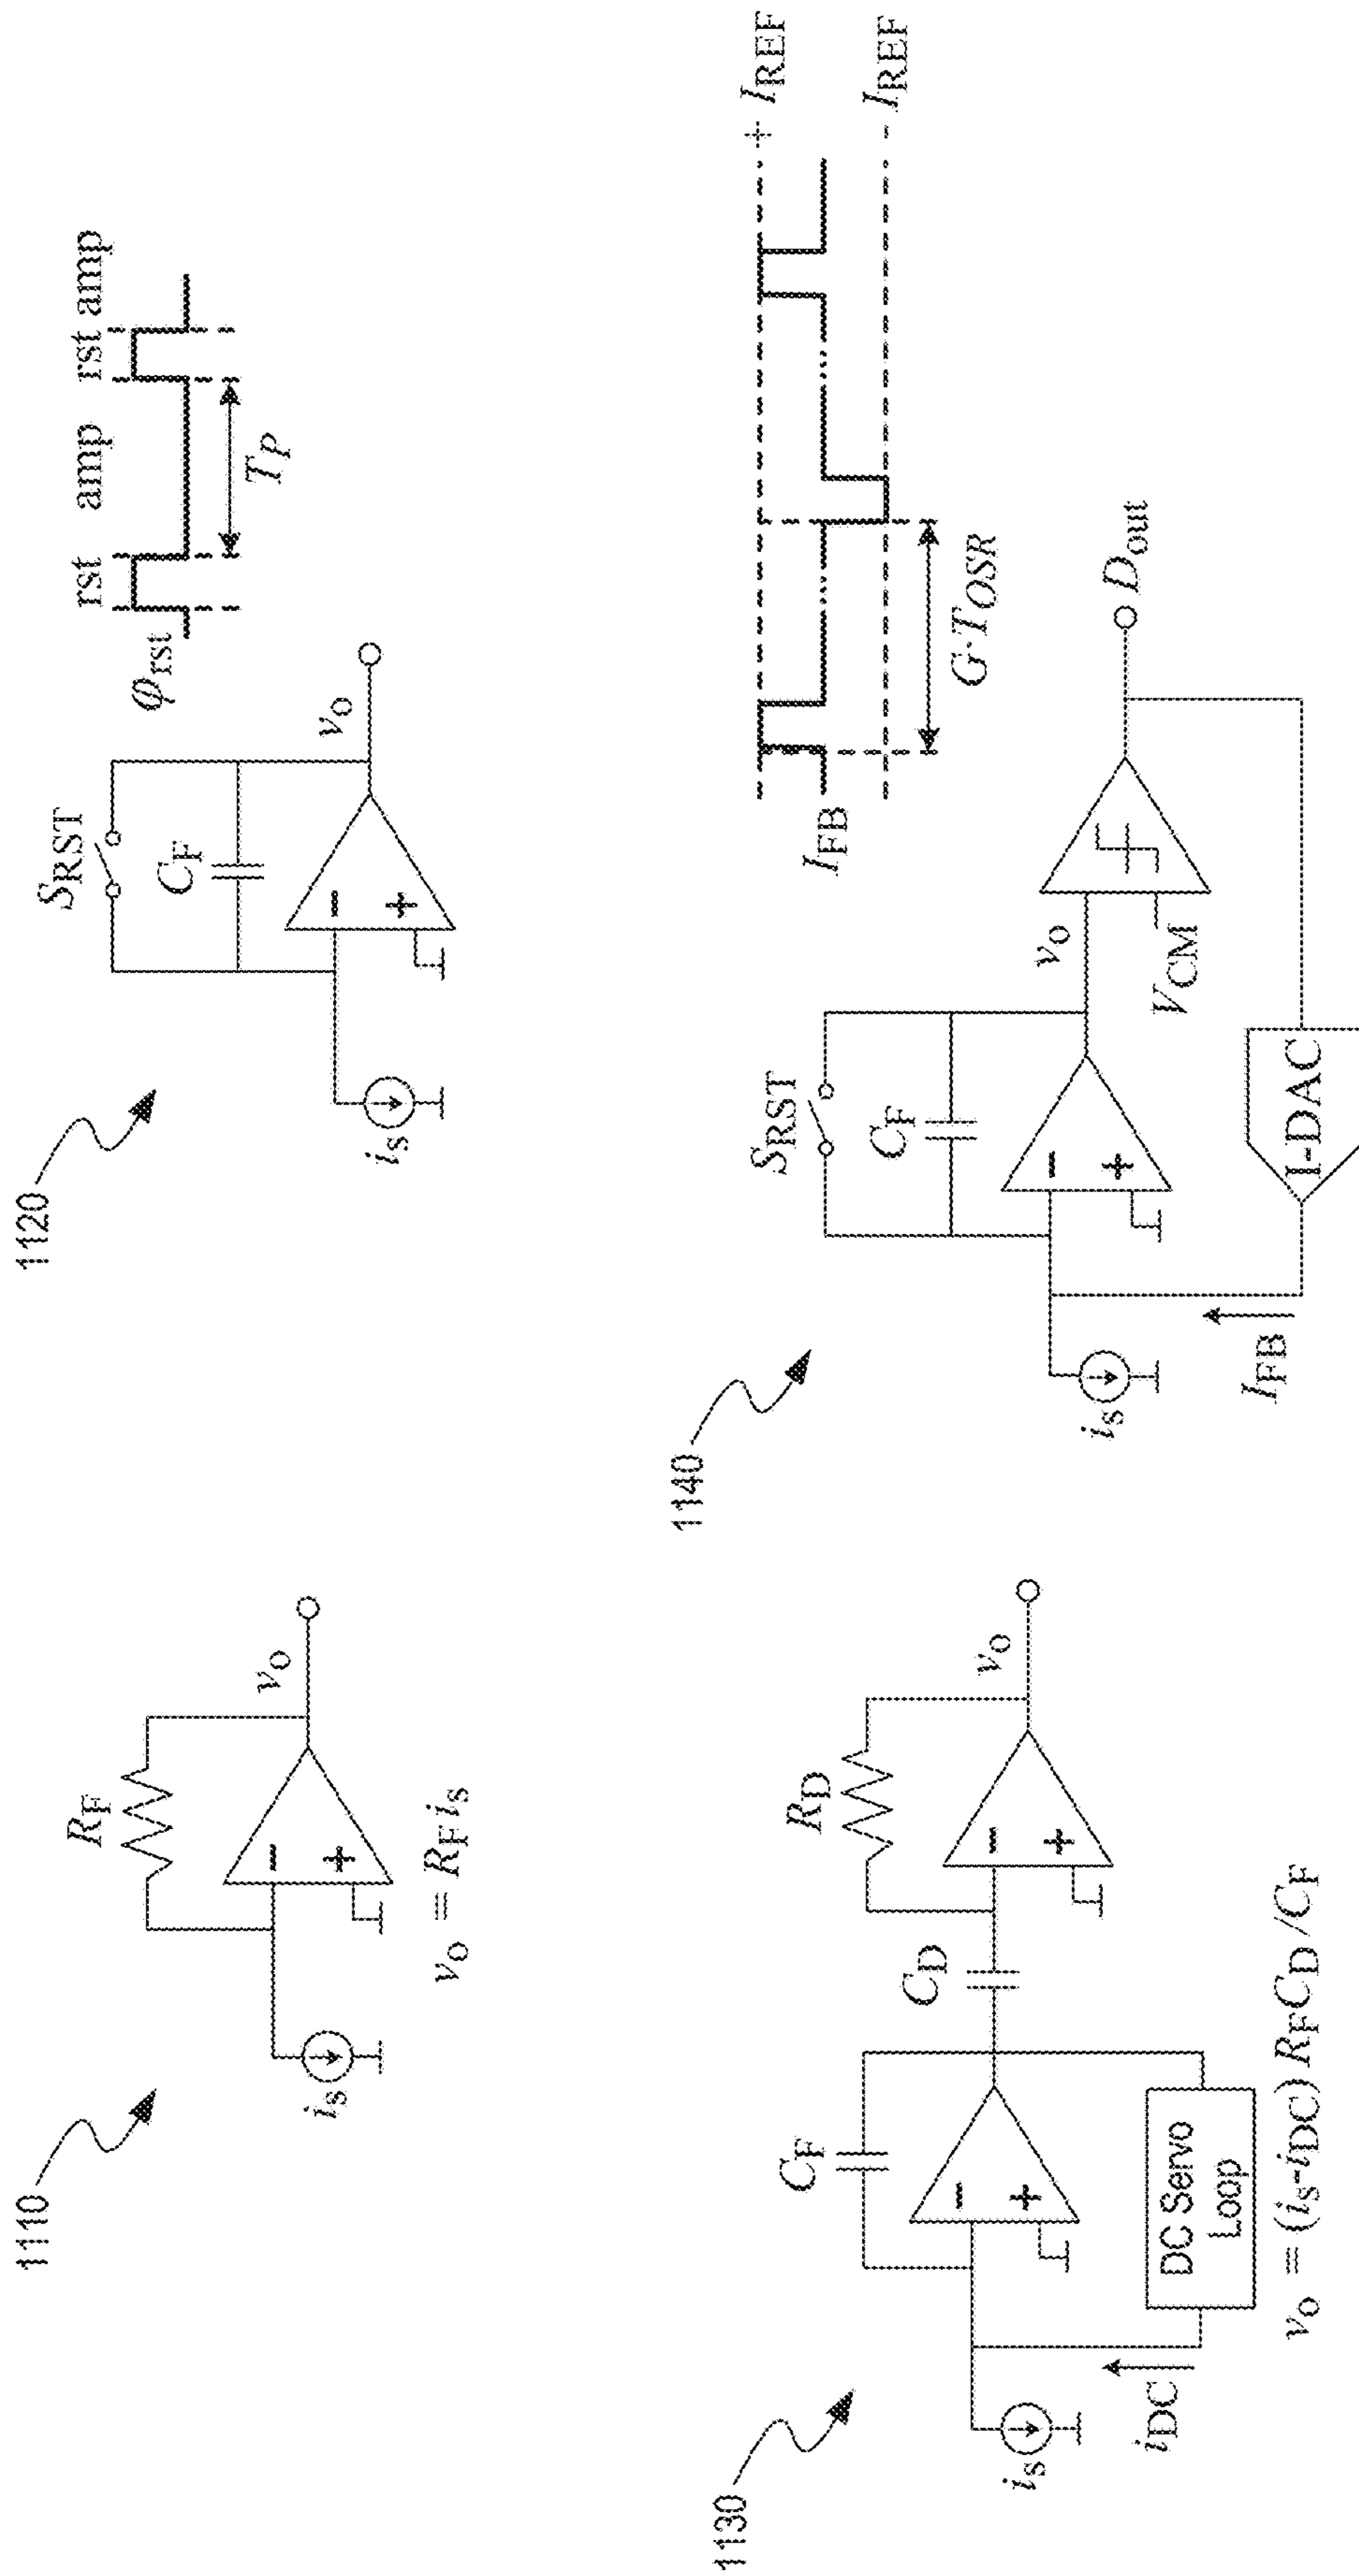 1110
R_F
v_o
i_s
v_o = R_F i_s
1120
S_RST
C_F
v_o
i_s
φ_rst
rst amp rst amp
T_P
1130
C_F
C_D
R_D
v_o
i_s
i_DC
DC Servo
Loop
v_o = (i_s-i_DC) R_F C_D /C_F
1140
S_RST
C_F
v_o
V_CM
D_out
i_s
I_FB
I-DAC
I_FB
+ I_REF
- I_REF
G·T_OSR